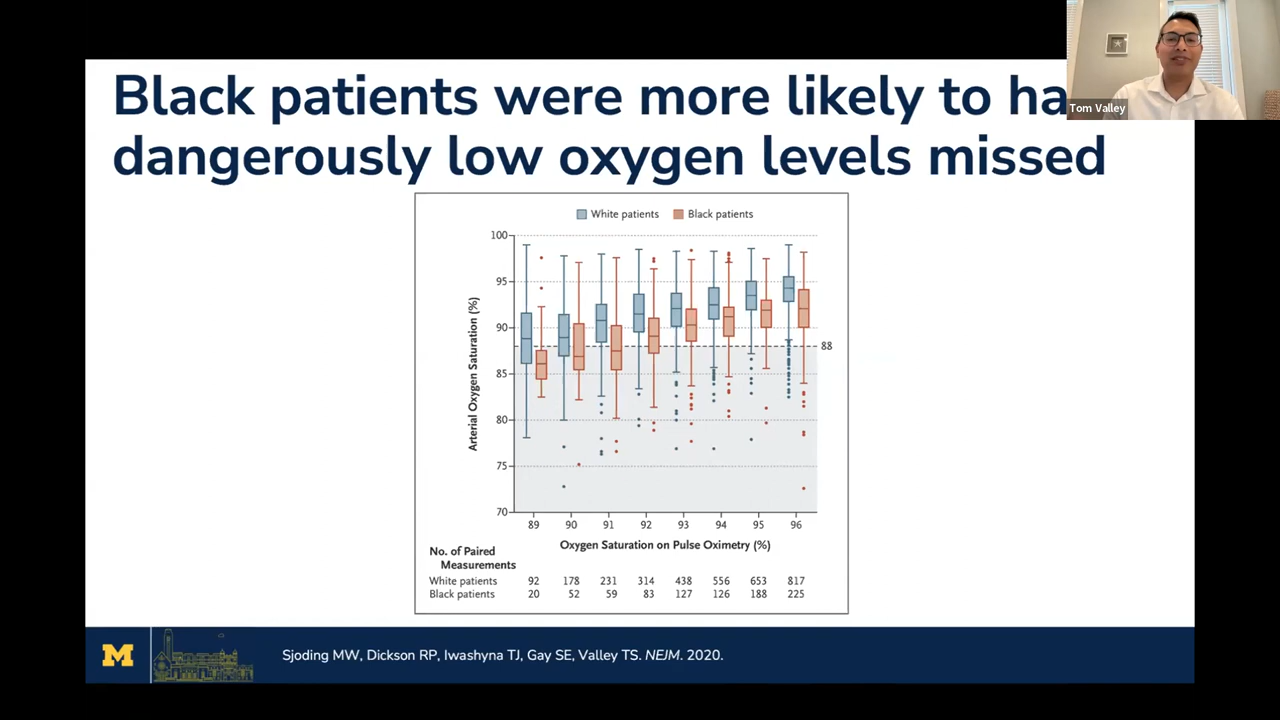 Black patients were more likely to ha
dangerously low oxygen levels missed
Tom Valley
White patients
Black patients
100
95
90
85
80
75
70
88
Arterial Oxygen Saturation (%)
89 90 91 92 93 94 95 96
Oxygen Saturation on Pulse Oximetry (%)
No. of Paired
Measurements
White patients 92 178 231 314 438 556 653 817
Black patients 20 52 59 83 127 126 188 225
M
Sjoding MW, Dickson RP, Iwashyna TJ, Gay SE, Valley TS. NEJM. 2020.